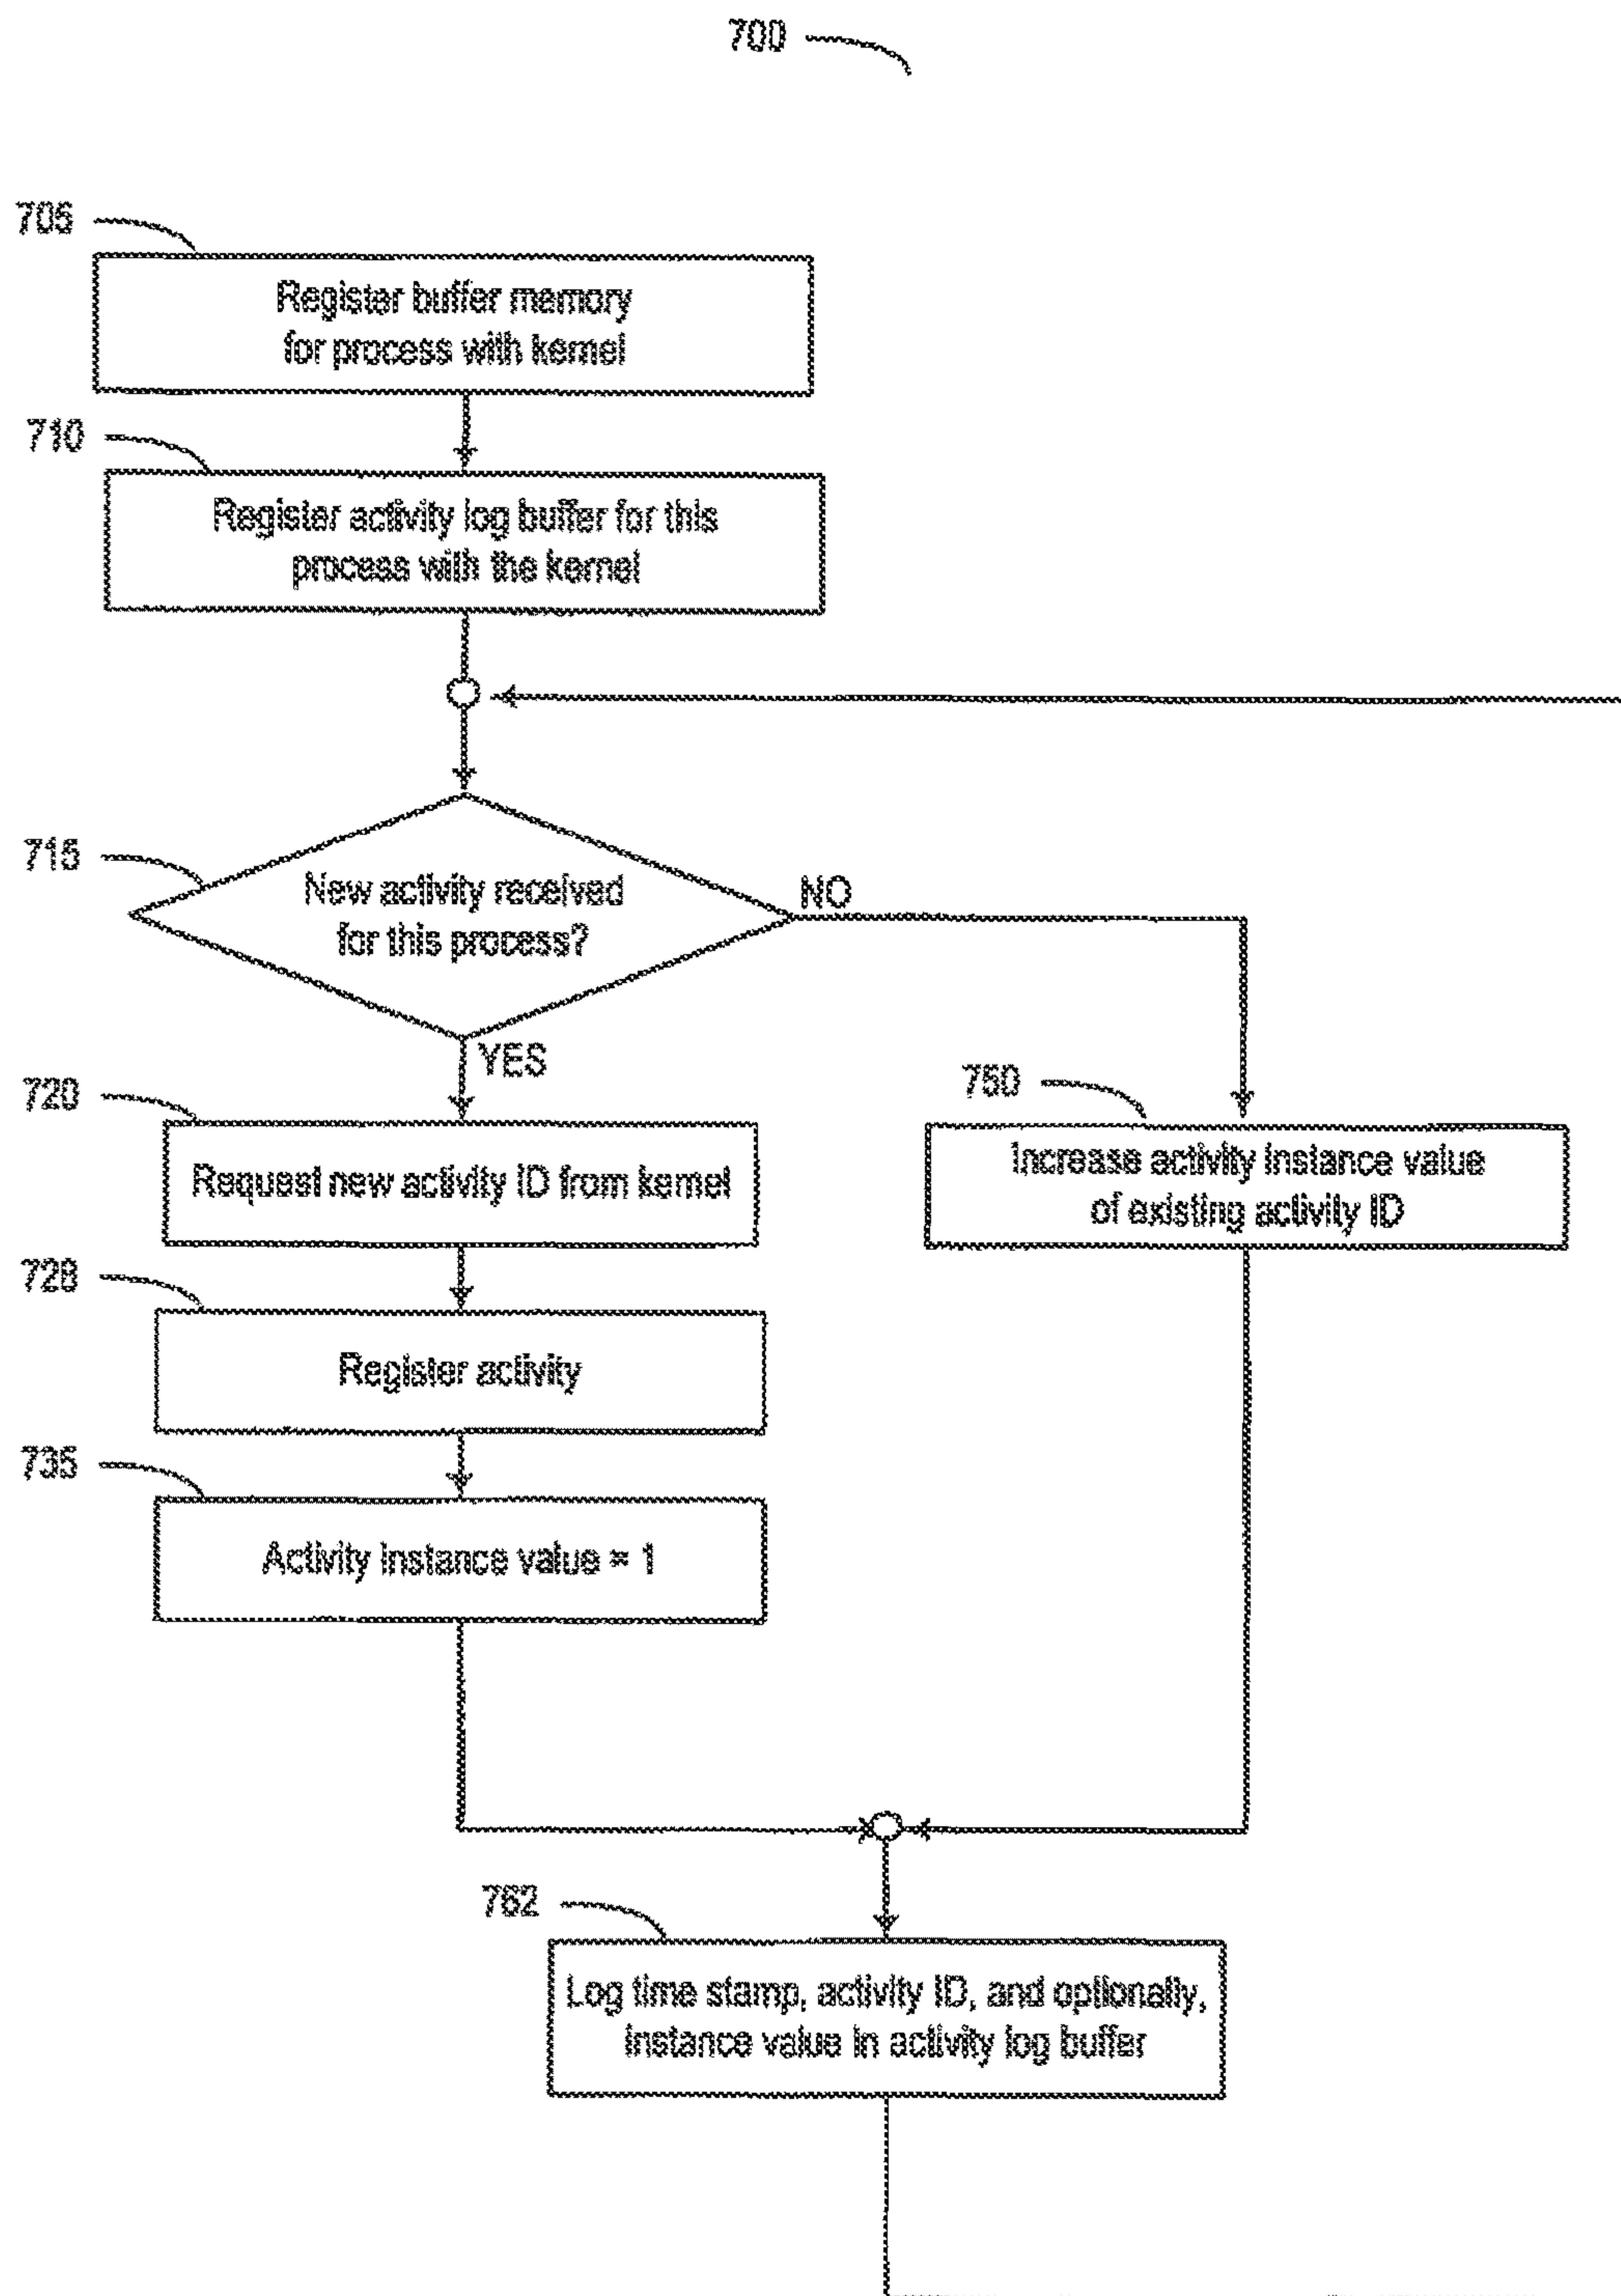 700
705
Register buffer memory
for process with kernel
710
Register activity log buffer for this
process with the kernel
715
New activity received
for this process?
NO
YES
720
Request new activity ID from kernel
750
Increase activity instance value
of existing activity ID
728
Register activity
735
Activity instance value = 1
762
Log time stamp, activity ID, and optionally,
instance value in activity log buffer